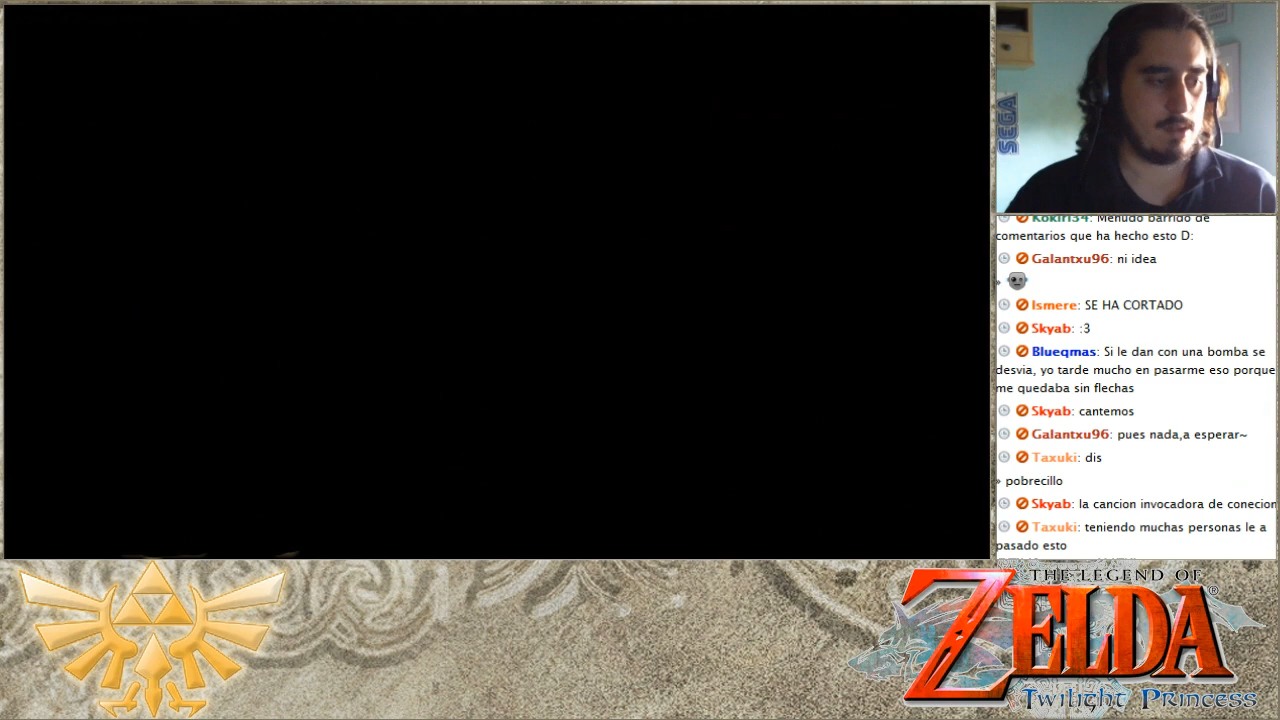 SEGA
Kokiri34: Menudo barrido de
comentarios que ha hecho esto D:
Galantxu96: ni idea
»
Ismere: SE HA CORTADO
Skyab: :3
Blueqmas: Si le dan con una bomba se
desvia, yo tarde mucho en pasarme eso porque
me quedaba sin flechas
Skyab: cantemos
Galantxu96: pues nada,a esperar~
Taxuki: dis
» pobrecillo
Skyab: la cancion invocadora de conecion
Taxuki: teniendo muchas personas le a
pasado esto
THE LEGEND OF
ZELDA®
Twilight Princess